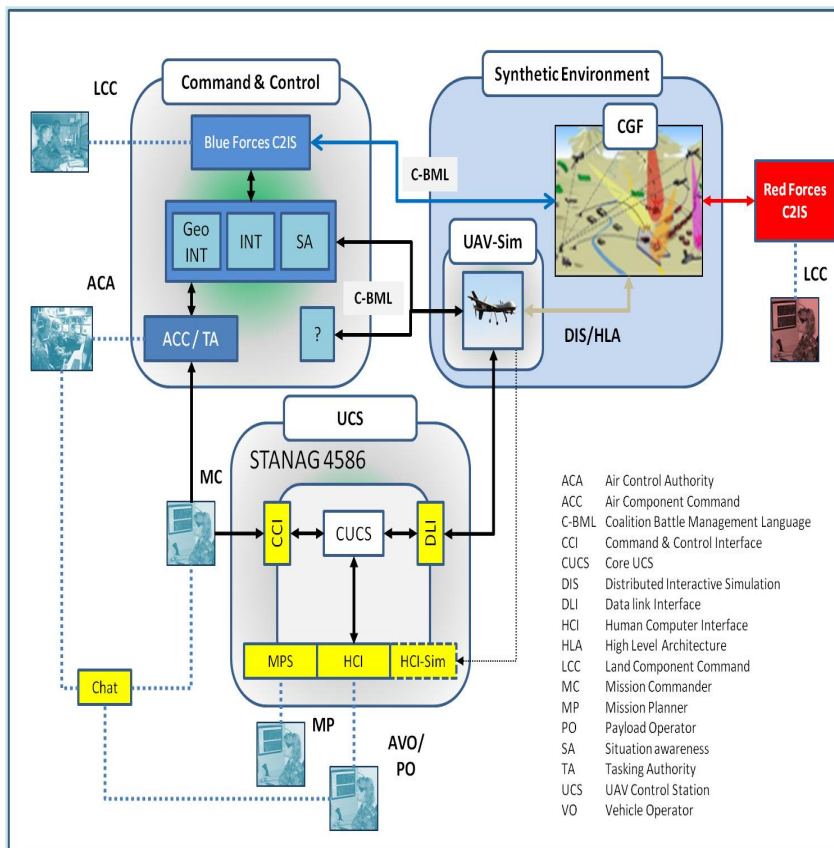 LCC
Command & Control
Synthetic Environment
Blue Forces C2IS
CGF
C-BML
Red Forces
C2IS
Geo
INT
INT
SA
UAV-Sim
ACA
C-BML
LCC
ACC / TA
?
DIS/HLA
UCS
STANAG 4586
MC
CCI
CUCS
DLI
MPS
HCI
HCI-Sim
Chat
MP
AVO/
PO
ACA Air Control Authority
ACC Air Component Command
C-BML Coalition Battle Management Language
CCI Command & Control Interface
CUCS Core UCS
DIS Distributed Interactive Simulation
DLI Data link Interface
HCI Human Computer Interface
HLA High Level Architecture
LCC Land Component Command
MC Mission Commander
MP Mission Planner
PO Payload Operator
SA Situation awareness
TA Tasking Authority
UCS UAV Control Station
VO Vehicle Operator